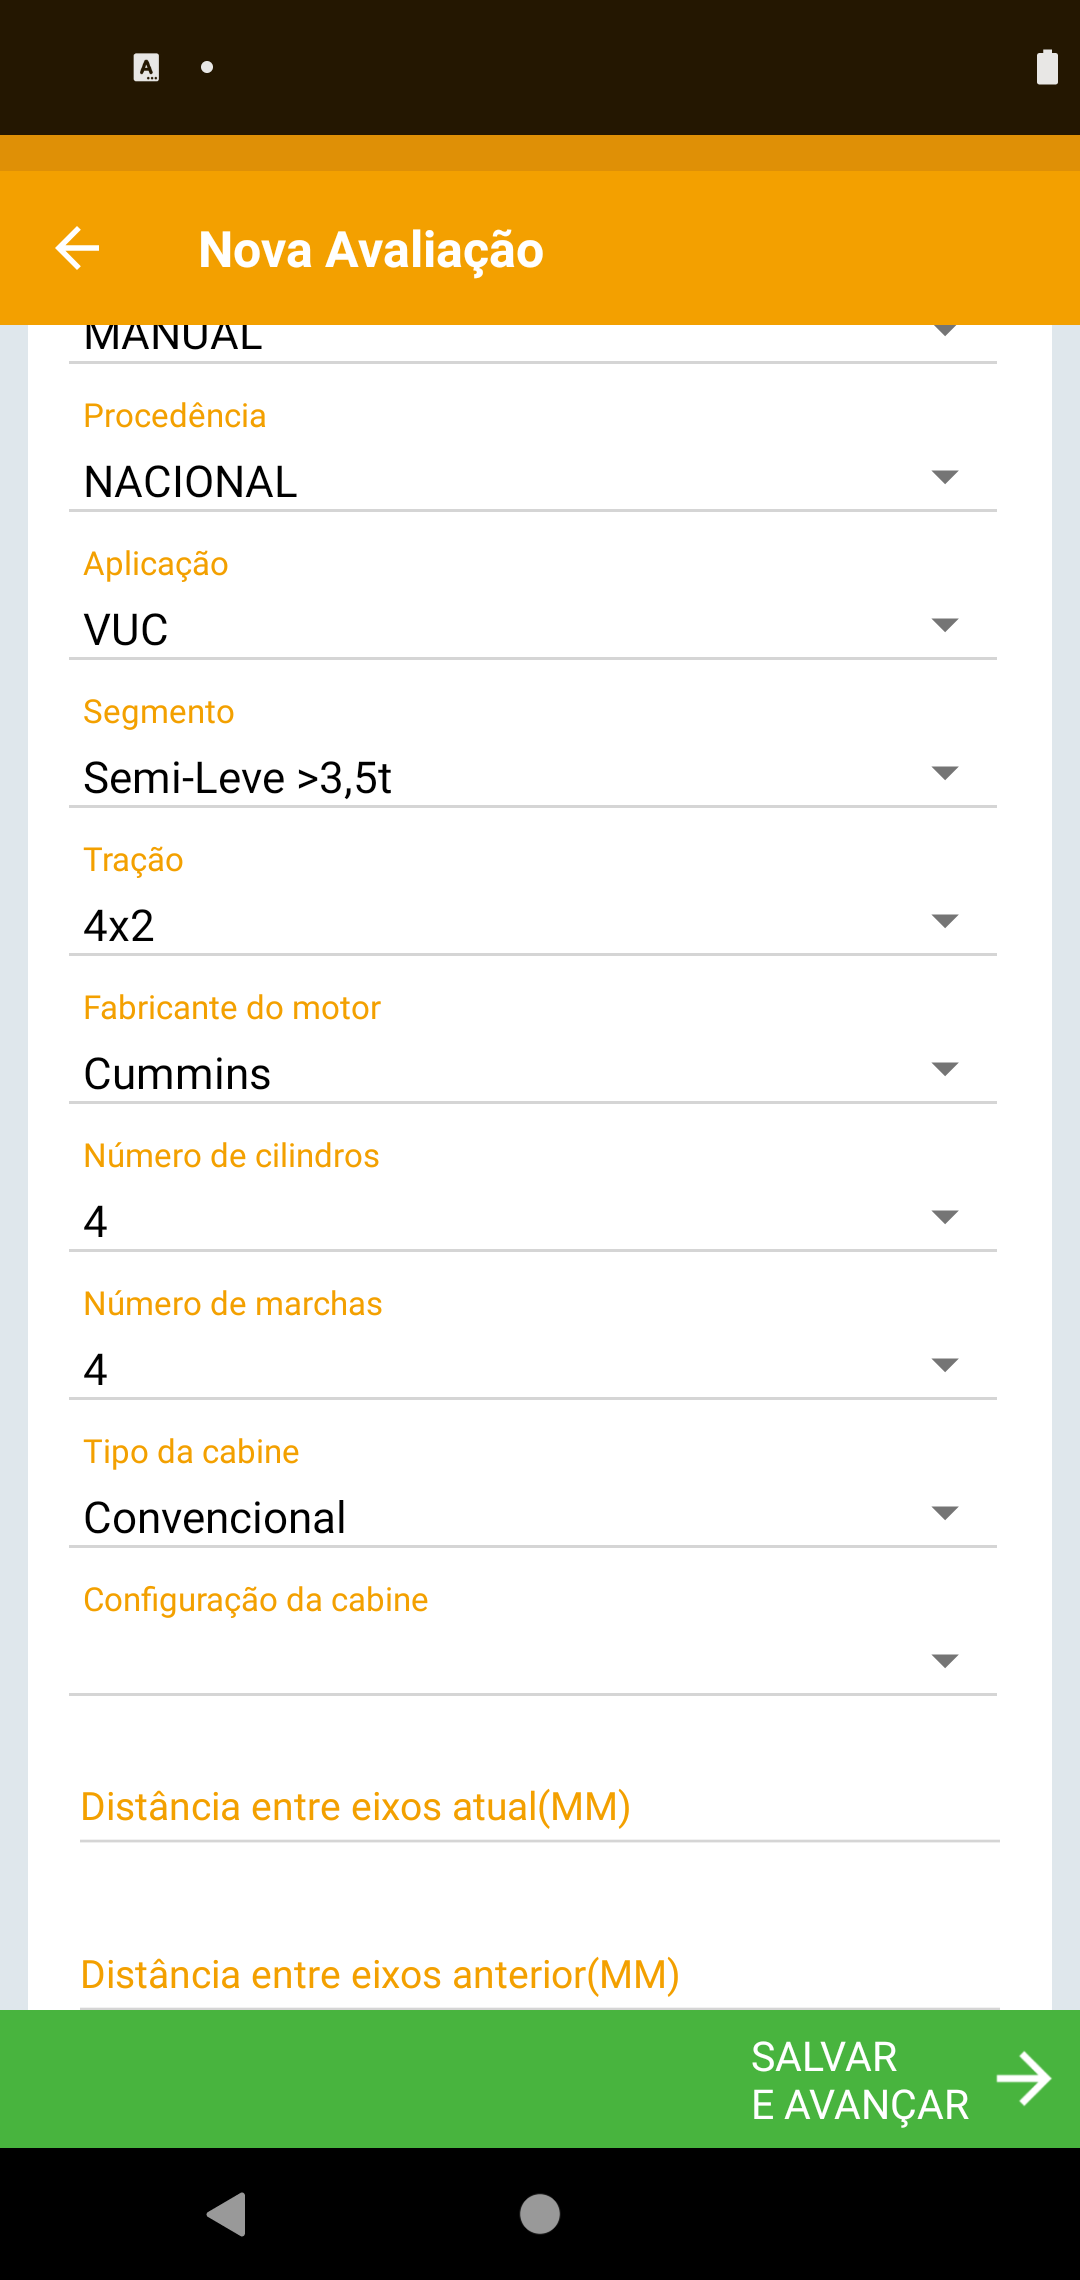 Nova Avaliação
MANUAL
Procedência
NACIONAL
Aplicação
VUC
Segmento
Semi-Leve >3,5t
Tração
4x2
Fabricante do motor
Cummins
Número de cilindros
4
Número de marchas
4
Tipo da cabine
Convencional
Configuração da cabine
Distância entre eixos atual(MM)
Distância entre eixos anterior(MM)
SALVAR
E AVANÇAR